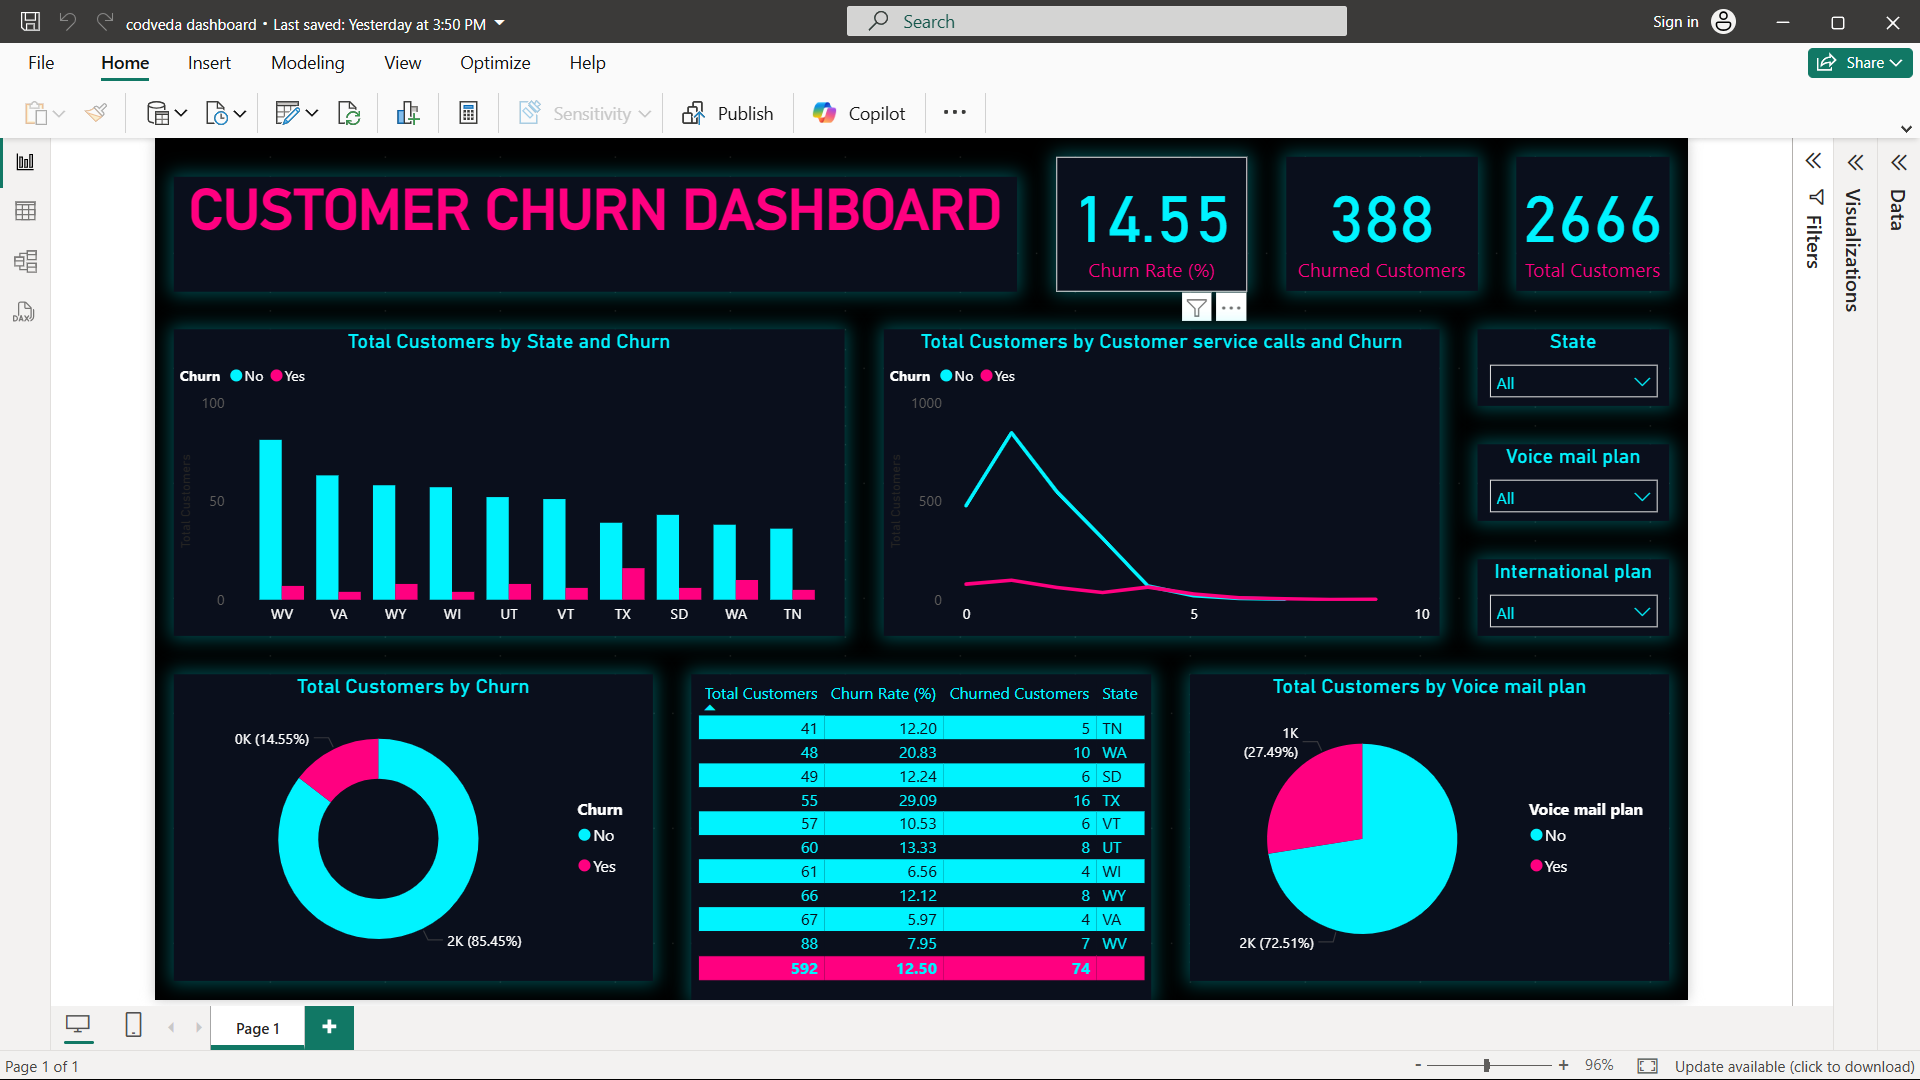 codveda dashboard • Last saved: Yesterday at 3:50 PM
Search
Sign in
File Home Insert Modeling View Optimize Help
Share
Sensitivity
Publish
Copilot
CUSTOMER CHURN DASHBOARD
14.55
Churn Rate (%)
388
Churned Customers
2666
Total Customers
Filters
Visualizations
Data
DAX
Total Customers by State and Churn
Churn No Yes
Total Customers
100
50
0
WV VA WY WI UT VT TX SD WA TN
Total Customers by Customer service calls and Churn
Churn No Yes
Total Customers
1000
500
0
0 5 10
State
All
Voice mail plan
All
International plan
All
Total Customers by Churn
0K (14.55%)
2K (85.45%)
Churn
No
Yes
Total Customers Churn Rate (%) Churned Customers State
41 12.20 5 TN
48 20.83 10 WA
49 12.24 6 SD
55 29.09 16 TX
57 10.53 6 VT
60 13.33 8 UT
61 6.56 4 WI
66 12.12 8 WY
67 5.97 4 VA
88 7.95 7 WV
592 12.50 74
Total Customers by Voice mail plan
1K
(27.49%)
2K (72.51%)
Voice mail plan
No
Yes
Page 1
Page 1 of 1
- + 96%
Update available (click to download)